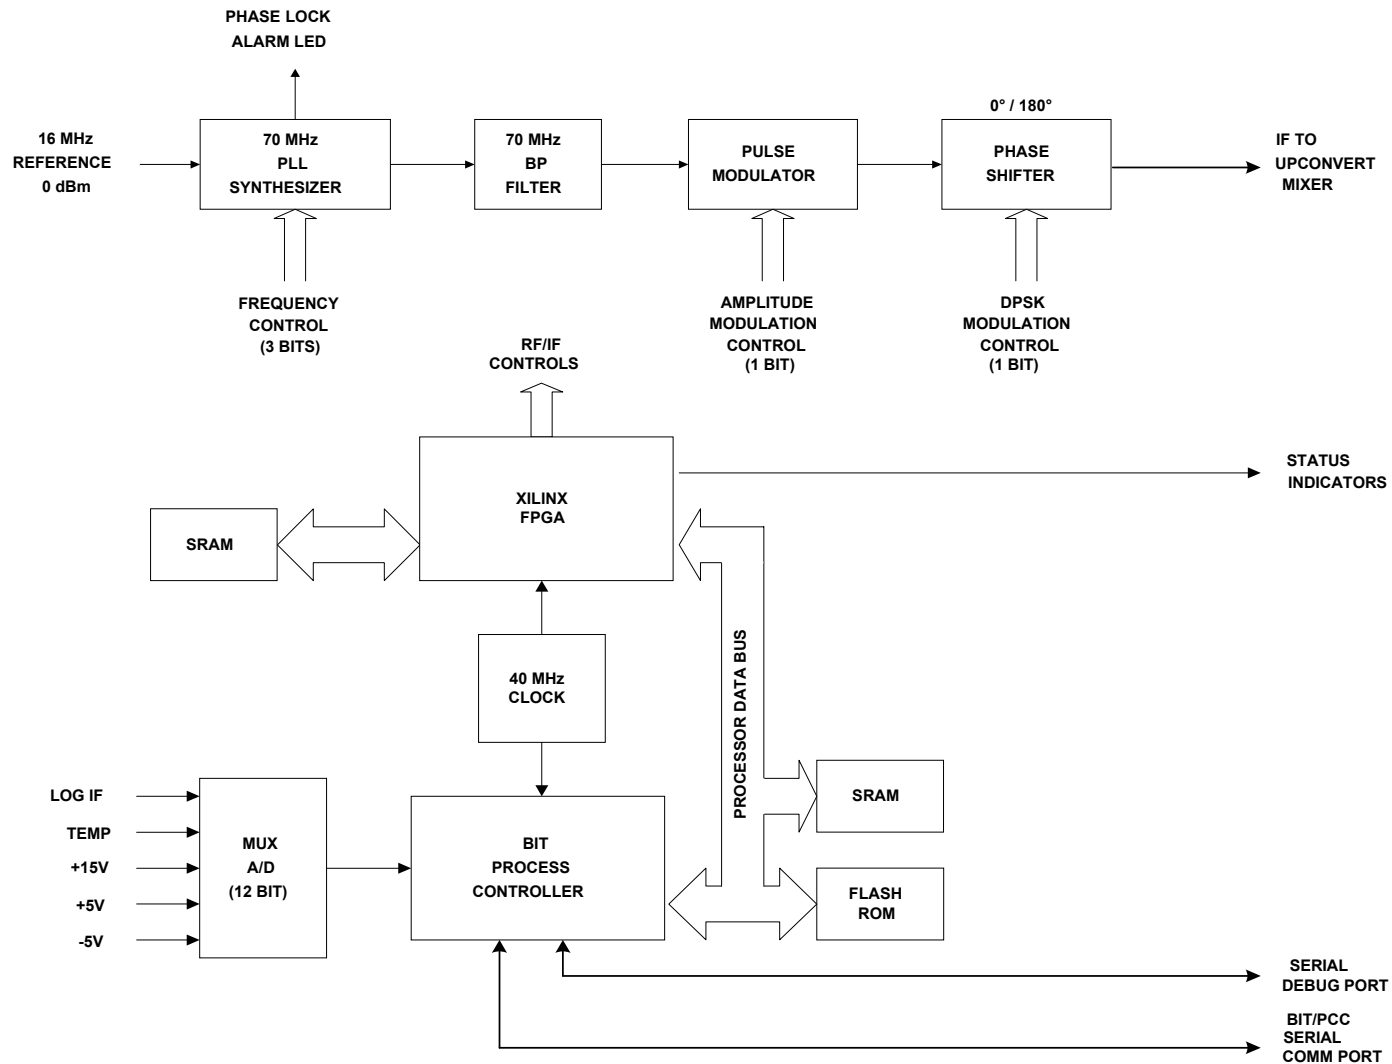 PHASE LOCK
ALARM LED
16 MHz
REFERENCE
0 dBm
70 MHz
PLL
SYNTHESIZER
70 MHz
BP
FILTER
PULSE
MODULATOR
0° / 180°
PHASE
SHIFTER
IF TO
UPCONVERT
MIXER
FREQUENCY
CONTROL
(3 BITS)
AMPLITUDE
MODULATION
CONTROL
(1 BIT)
DPSK
MODULATION
CONTROL
(1 BIT)
RF/IF
CONTROLS
XILINX
FPGA
STATUS
INDICATORS
SRAM
40 MHz
CLOCK
PROCESSOR DATA BUS
LOG IF
TEMP
+15V
+5V
-5V
MUX
A/D
(12 BIT)
BIT
PROCESS
CONTROLLER
SRAM
FLASH
ROM
SERIAL
DEBUG PORT
BIT/PCC
SERIAL
COMM PORT